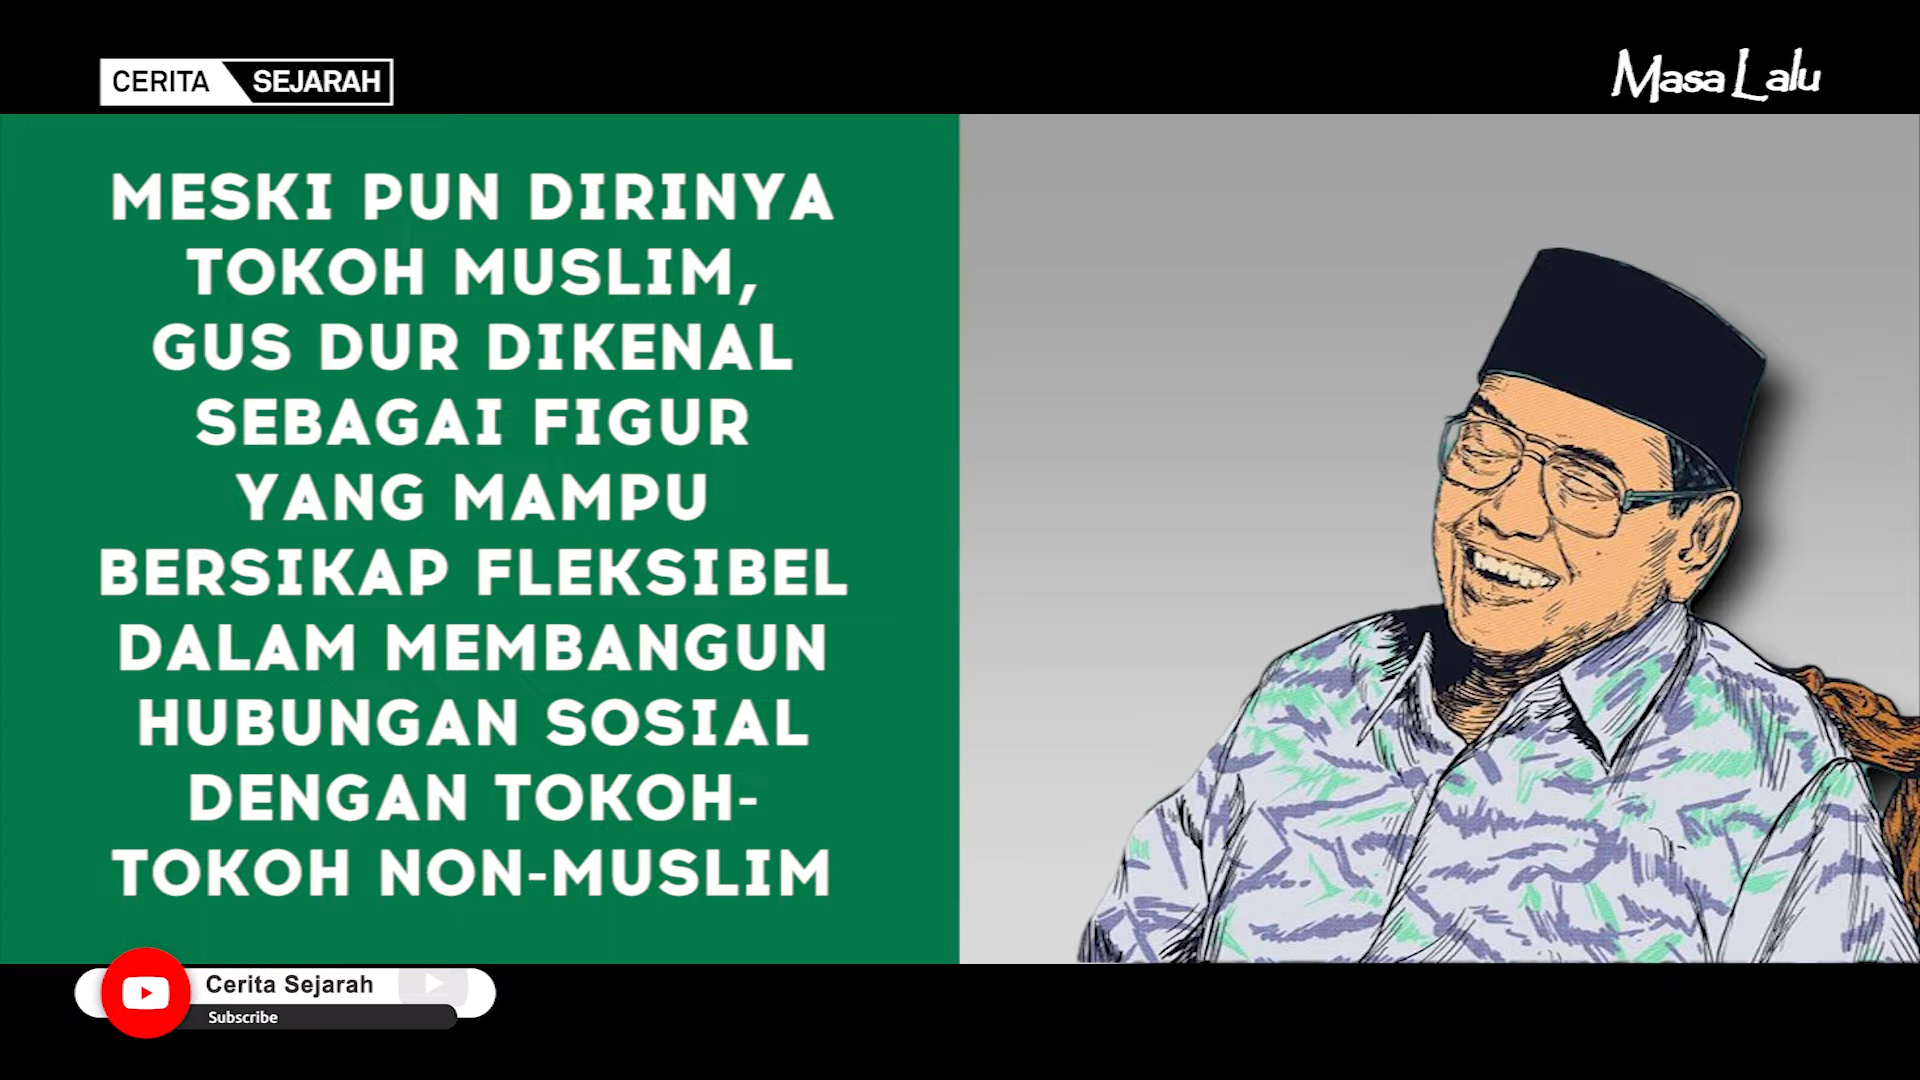 CERITA SEJARAH
Masa Lalu
MESKI PUN DIRINYA
TOKOH MUSLIM,
GUS DUR DIKENAL
SEBAGAI FIGUR
YANG MAMPU
BERSIKAP FLEKSIBEL
DALAM MEMBANGUN
HUBUNGAN SOSIAL
DENGAN TOKOH-
TOKOH NON-MUSLIM
Cerita Sejarah
Subscribe